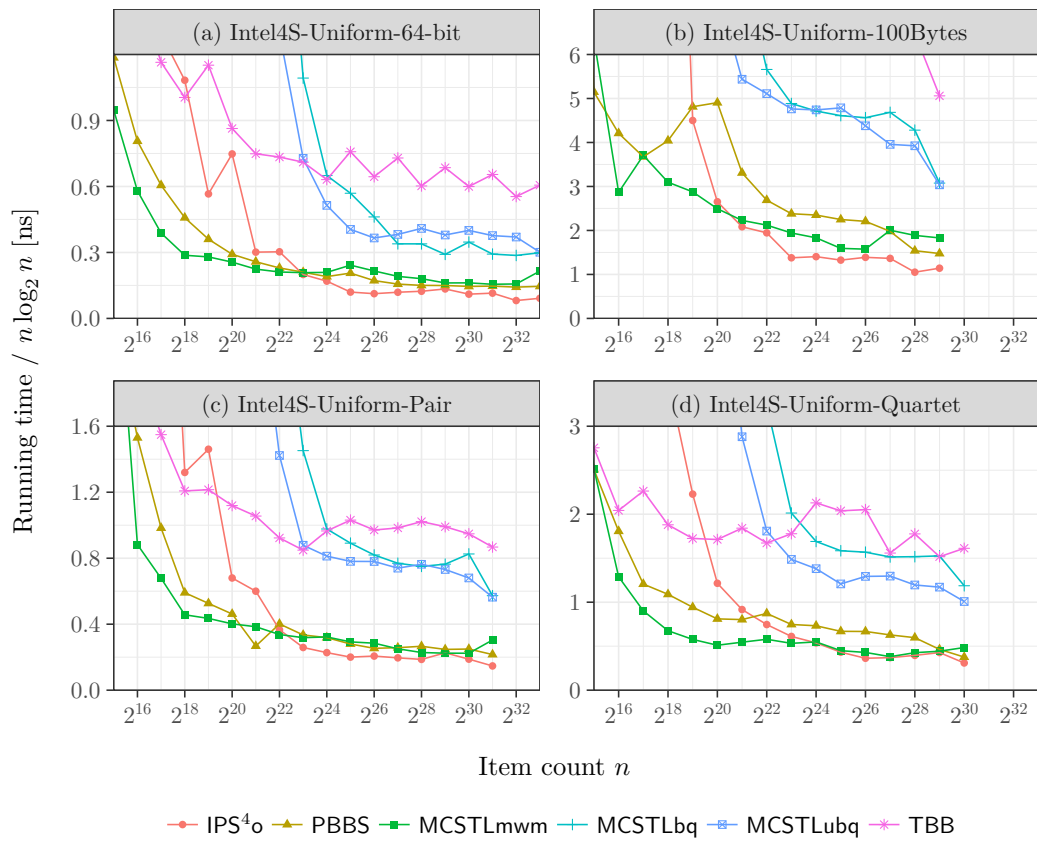 (a) Intel4S-Uniform-64-bit
(b) Intel4S-Uniform-100Bytes
0.9
0.6
0.3
0.0
6
5
4
3
2
1
0
2^16 2^18 2^20 2^22 2^24 2^26 2^28 2^30 2^32
2^16 2^18 2^20 2^22 2^24 2^26 2^28 2^30 2^32
(c) Intel4S-Uniform-Pair
(d) Intel4S-Uniform-Quartet
1.6
1.2
0.8
0.4
0.0
3
2
1
0
2^16 2^18 2^20 2^22 2^24 2^26 2^28 2^30 2^32
2^16 2^18 2^20 2^22 2^24 2^26 2^28 2^30 2^32
Running time / n log₂ n [ns]
Item count n
IPS⁴o PBBS MCSTLmwm MCSTLbq MCSTLubq TBB